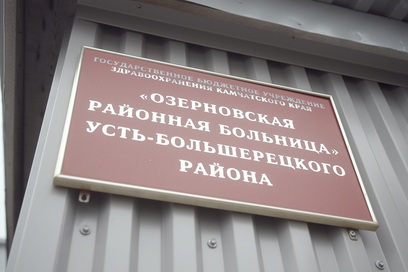 ГОСУДАРСТВЕННОЕ БЮДЖЕТНОЕ УЧРЕЖДЕНИЕ
ЗДРАВООХРАНЕНИЯ КАМЧАТСКОГО КРАЯ
«ОЗЕРНОВСКАЯ
РАЙОННАЯ БОЛЬНИЦА»
УСТЬ-БОЛЬШЕРЕЦКОГО
РАЙОНА